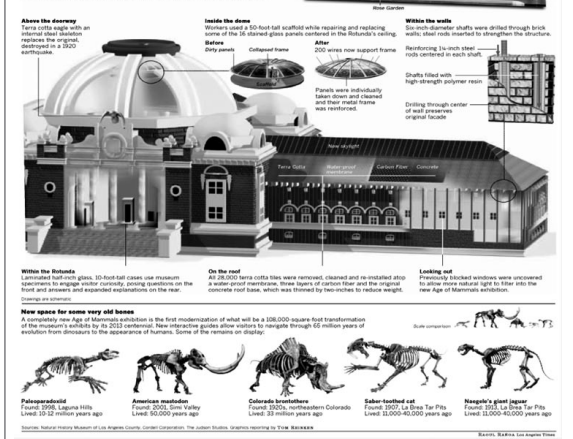 Rose Garden
Above the doorway
Terra cotta eagle with an
internal steel skeleton
replaces the original,
destroyed in a 1920
earthquake.
Inside the dome
Workers used a 50-foot-tall scaffold while repairing and replacing
some of the 16 stained-glass panels centered in the Rotunda's ceiling.
Before
Dirty panels
Collapsed frame
Scaffold
After
200 wires now support frame
Panels were individually
taken down and cleaned
and their metal frame
was reinforced.
Within the walls
Six-inch-diameter shafts were drilled through brick
walls; steel rods inserted to strengthen the structure.
Reinforcing 1¼-inch steel
rods centered in each shaft.
Shafts filled with
high-strength polymer resin
Drilling through center
of wall preserves
original facade
New skylight
Terra Cotta
Water-proof
membrane
Carbon Fiber
Concrete
Within the Rotunda
Laminated half-inch glass, 10-foot-tall cases use museum
specimens to engage visitor curiosity, posing questions on the
front and answers and expanded explanations on the rear.
Drawings are schematic
On the roof
All 28,000 terra cotta tiles were removed, cleaned and re-installed atop
a water-proof membrane, three layers of carbon fiber and the original
concrete roof base, which was thinned by two-inches to reduce weight.
Looking out
Previously blocked windows were uncovered
to allow more natural light to filter into the
new Age of Mammals exhibition.
New space for some very old bones
A completely new Age of Mammals exhibition is the first modernization of what will be a 108,000-square-foot transformation
of the museum's exhibits by its 2013 centennial. New interactive guides allow visitors to navigate through 65 million years of
evolution from dinosaurs to the appearance of humans. Some of the remains on display:
Scale comparison
Paleoparadoxiid
Found: 1998, Laguna Hills
Lived: 10-12 million years ago
American mastodon
Found: 2001, Simi Valley
Lived: 50,000 years ago
Colorado brontothere
Found: 1920s, northeastern Colorado
Lived: 33 million years ago
Saber-toothed cat
Found: 1907, La Brea Tar Pits
Lived: 11,000-40,000 years ago
Naegele's giant jaguar
Found: 1913, La Brea Tar Pits
Lived: 11,000-40,000 years ago
Sources: Natural History Museum of Los Angeles County, Cordell Corporation, The Judson Studios. Graphics reporting by Tom Reinken
Raoul Rañoa Los Angeles Times